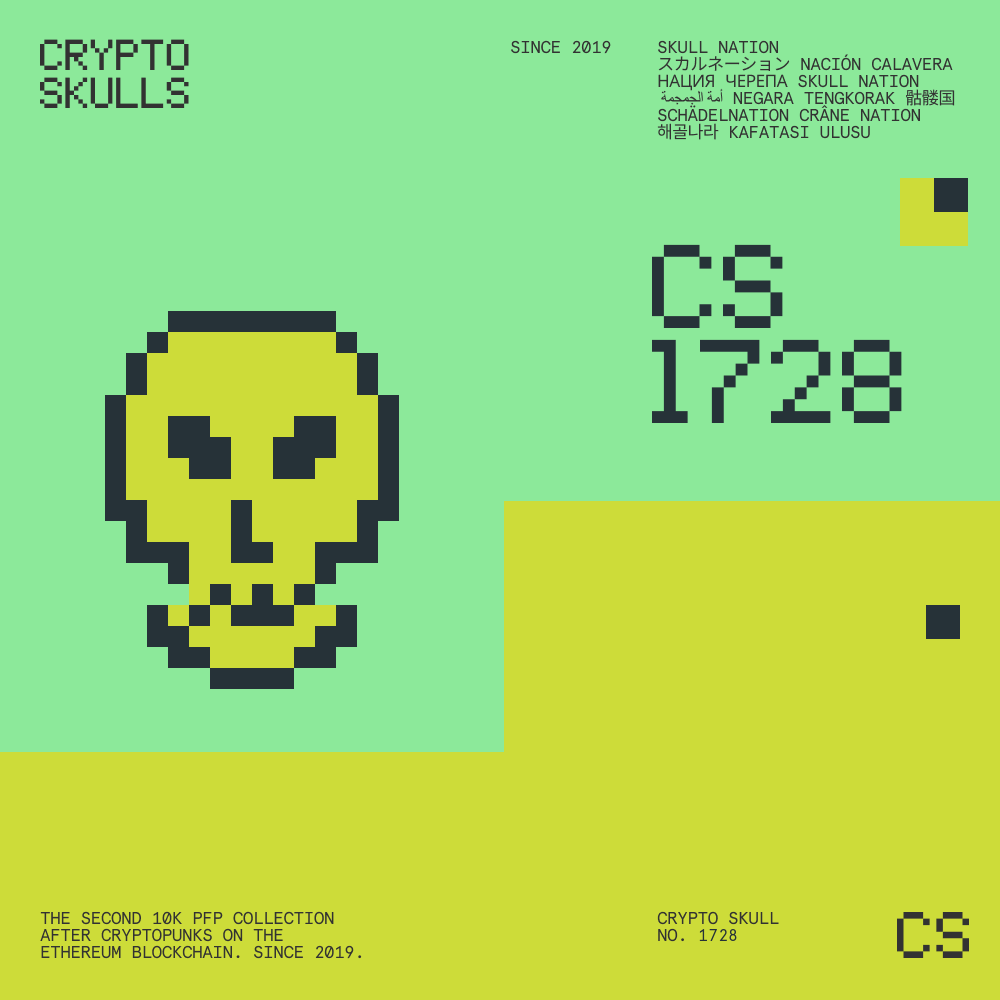 CRYPTO
SKULLS
SINCE 2019
SKULL NATION
スカルネーション NACIÓN CALAVERA
НАЦИЯ ЧЕРЕПА SKULL NATION
أمة الجمجمة NEGARA TENGKORAK 骷髅国
SCHÄDELNATION CRÂNE NATION
해골나라 KAFATASI ULUSU
CS
1728
THE SECOND 10K PFP COLLECTION
AFTER CRYPTOPUNKS ON THE
ETHEREUM BLOCKCHAIN. SINCE 2019.
CRYPTO SKULL
NO. 1728
CS